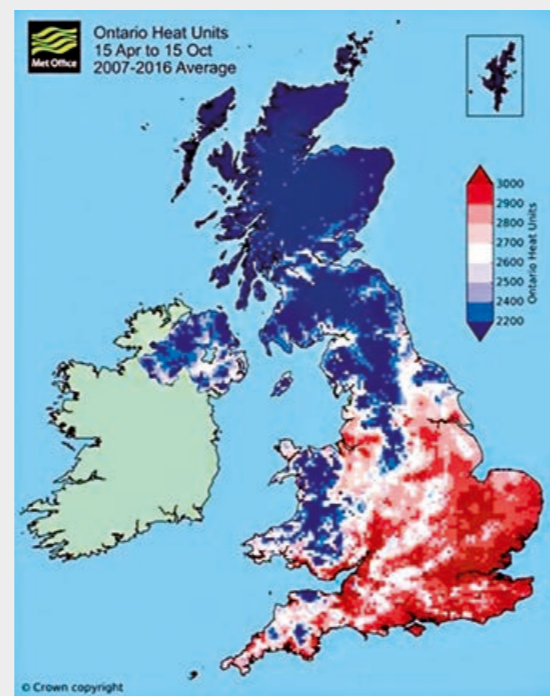 Met Office
Ontario Heat Units
15 Apr to 15 Oct
2007-2016 Average
3000
2900
2800
2700
2600
2500
2400
2200
Ontario Heat Units
© Crown copyright